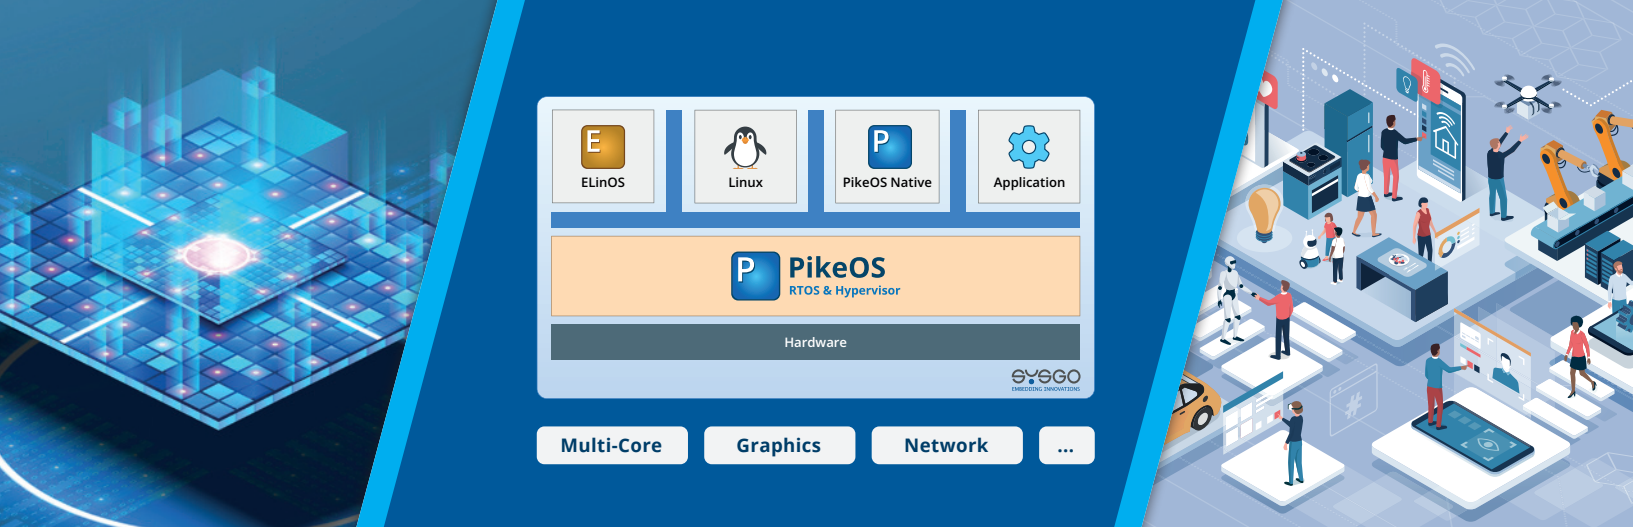 E
P
ELinOS
Linux
PikeOS Native
Application
P
PikeOS
RTOS & Hypervisor
Hardware
SYSGO
EMBEDDING INNOVATIONS
Multi-Core
Graphics
Network
...
#